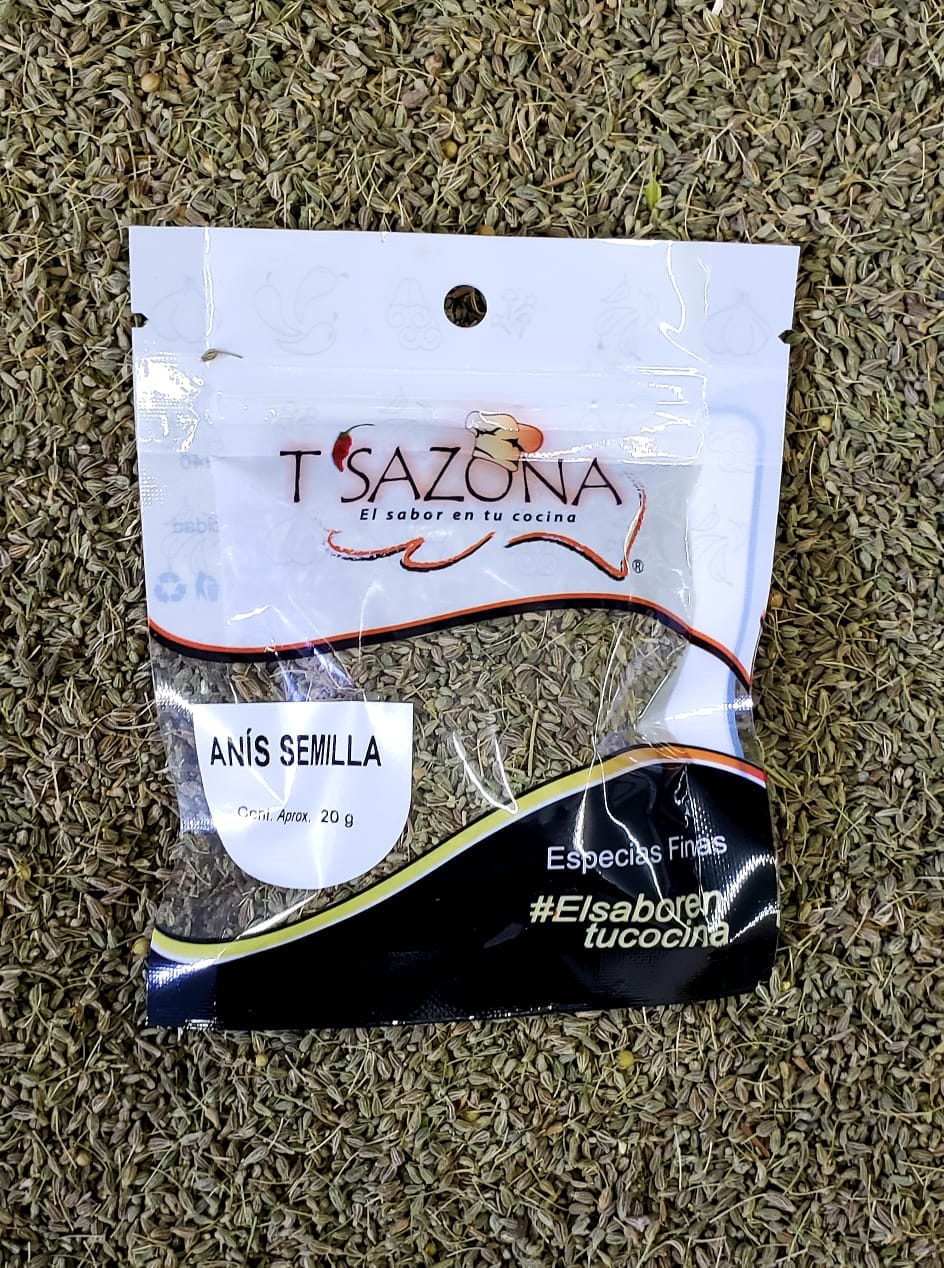 T'SAZONA
El sabor en tu cocina
®
ANÍS SEMILLA
Cont. Aprox. 20 g
Especias Finas
#Elsaboren
tucocina